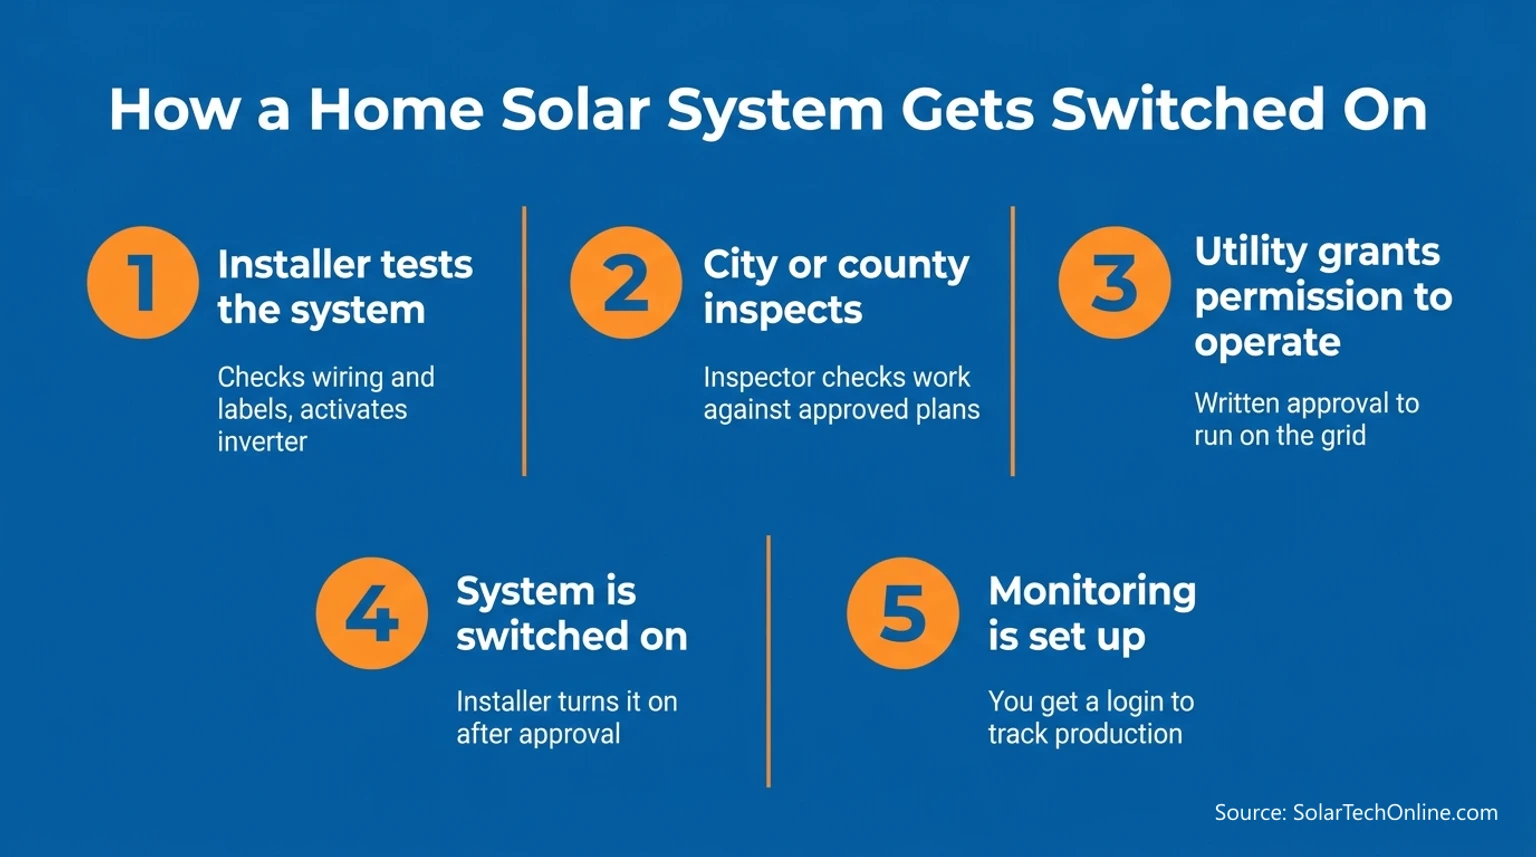 How a Home Solar System Gets Switched On
1
Installer tests
the system
Checks wiring and
labels, activates
inverter
2
City or county
inspects
Inspector checks work
against approved plans
3
Utility grants
permission to
operate
Written approval to
run on the grid
4
System is
switched on
Installer turns it on
after approval
5
Monitoring
is set up
You get a login to
track production
Source: SolarTechOnline.com